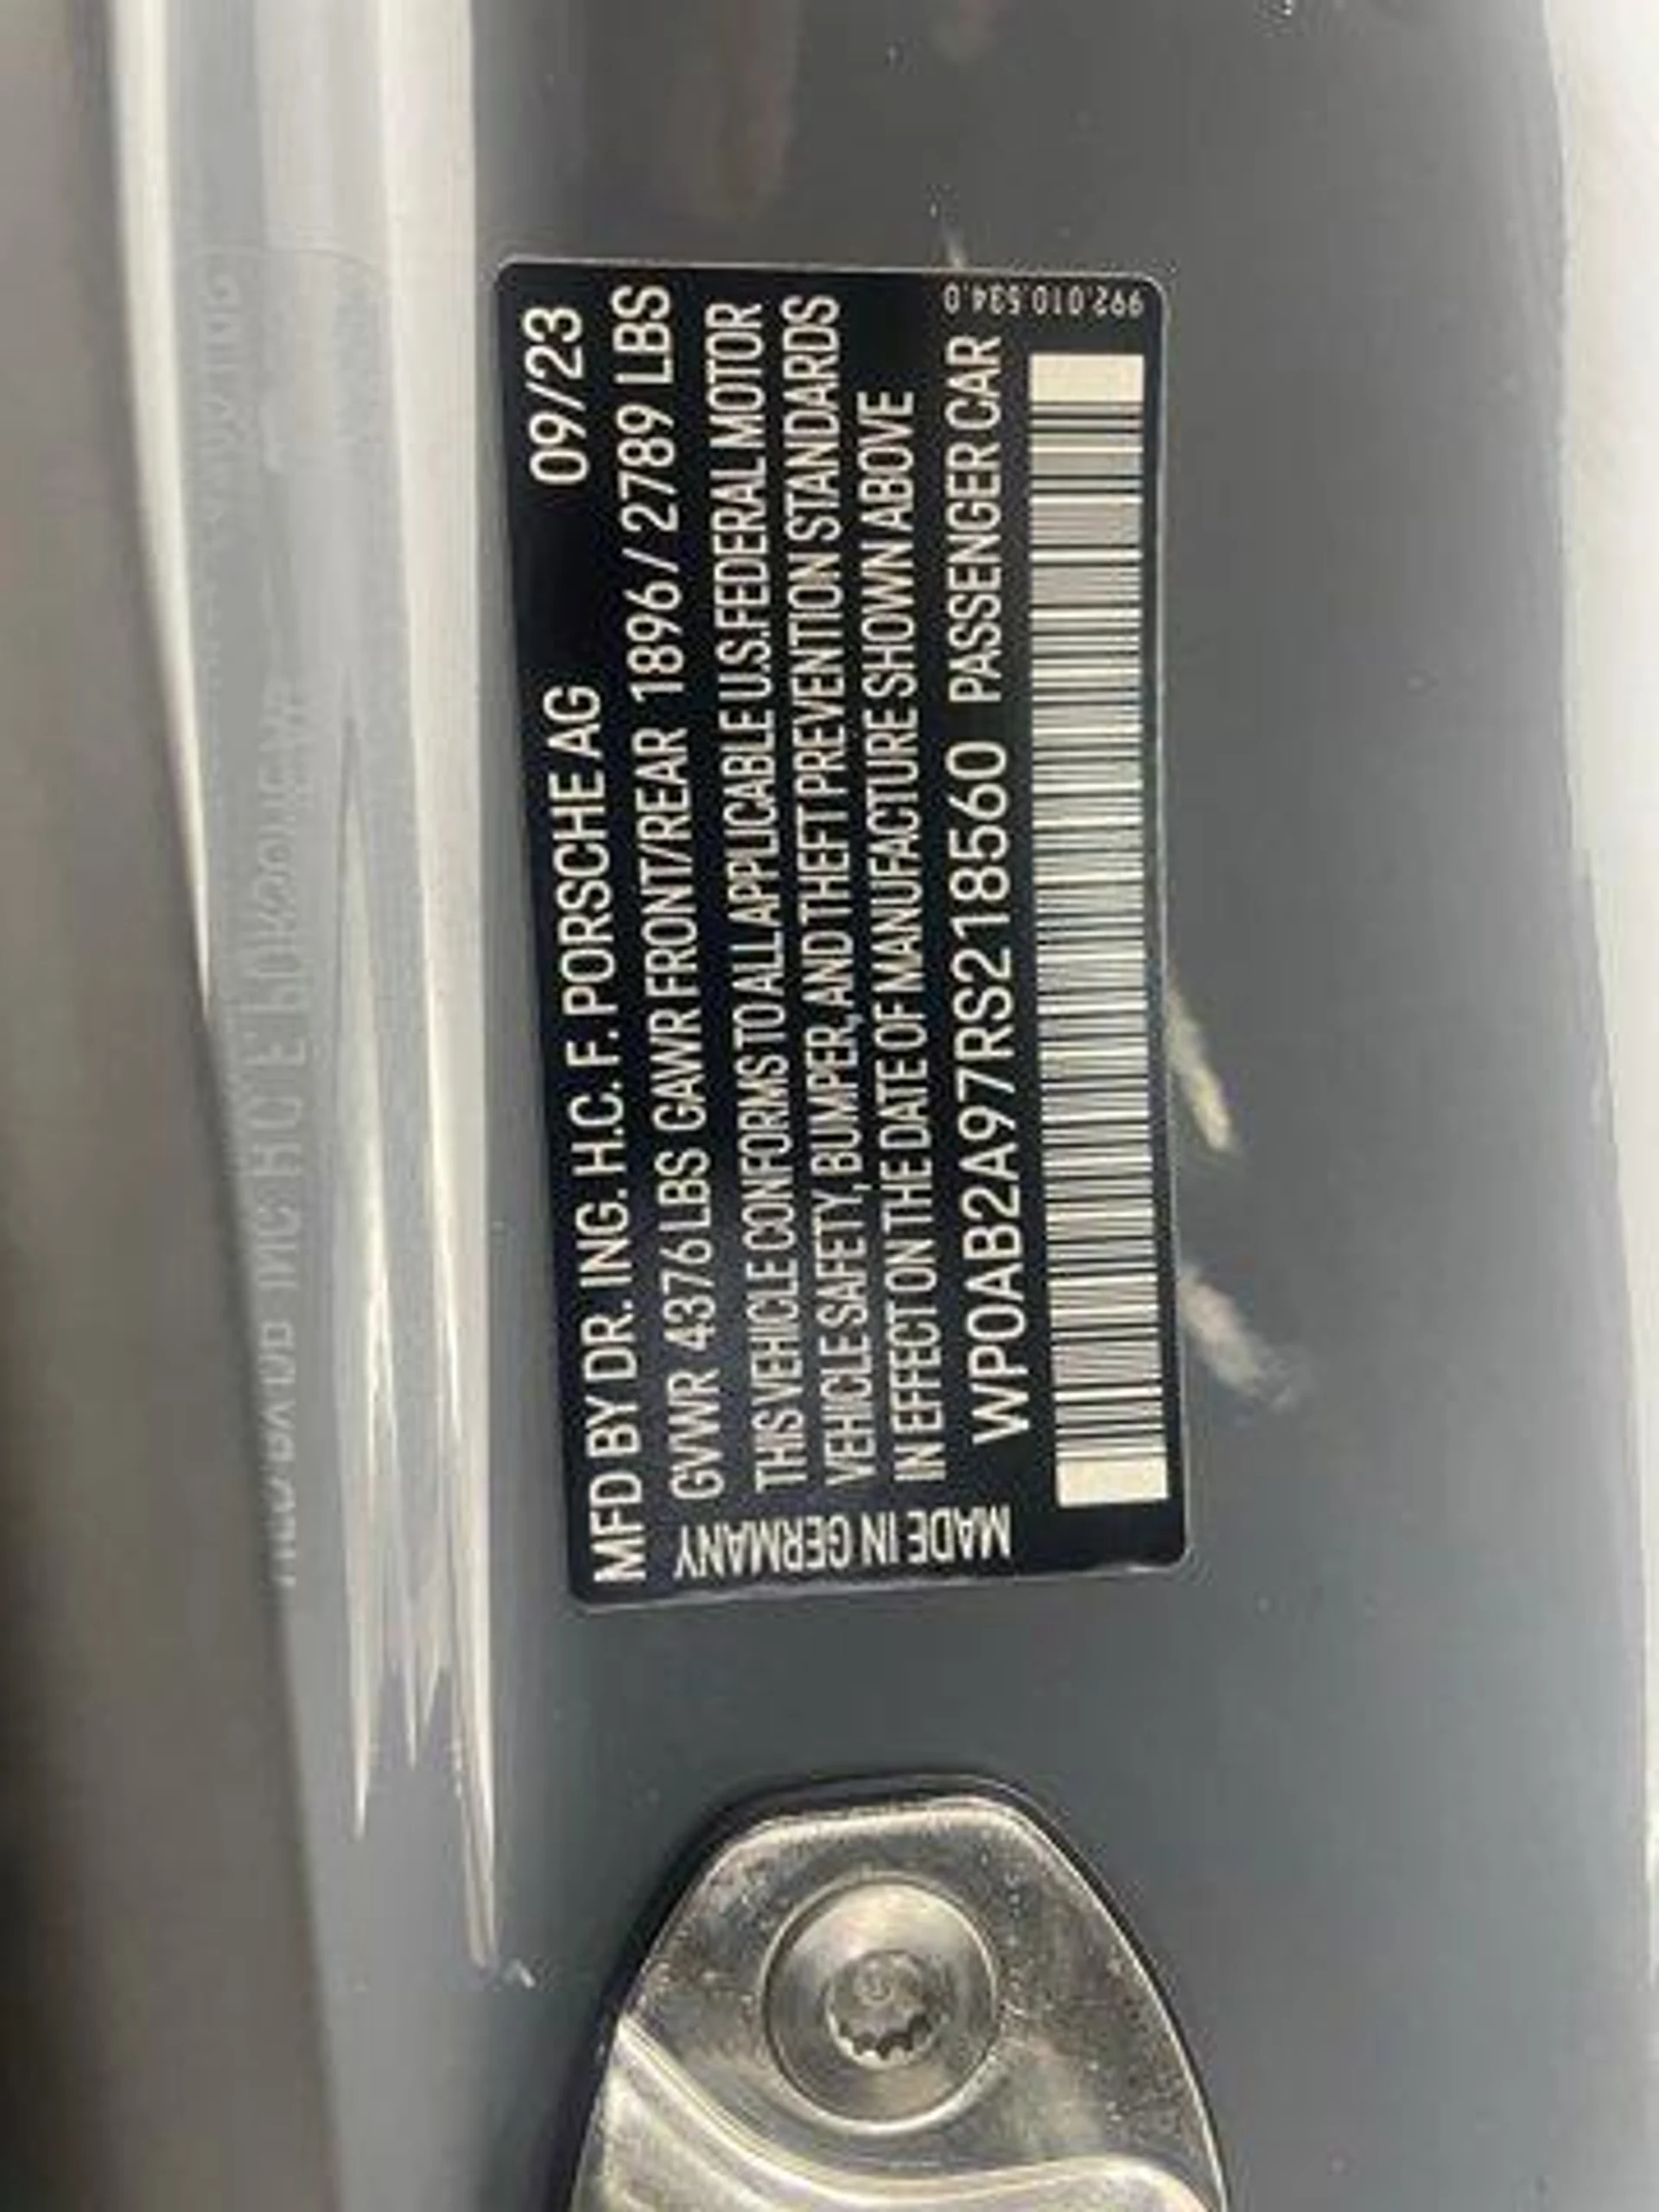 MFD BY DR. ING. H.C. F. PORSCHE AG 09/23
GVWR 4376 LBS GAWR FRONT/REAR 1896 / 2789 LBS
THIS VEHICLE CONFORMS TO ALL APPLICABLE U.S.FEDERAL MOTOR
VEHICLE SAFETY, BUMPER, AND THEFT PREVENTION STANDARDS
IN EFFECT ON THE DATE OF MANUFACTURE SHOWN ABOVE
WP0AB2A97RS218560 PASSENGER CAR
MADE IN GERMANY
992.010.534.0